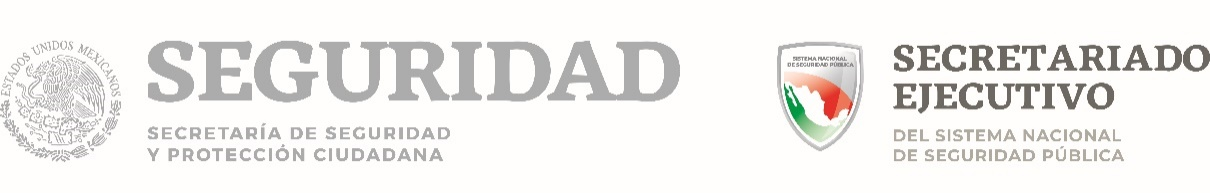 ESTADOS UNIDOS MEXICANOS
SEGURIDAD
SECRETARÍA DE SEGURIDAD
Y PROTECCIÓN CIUDADANA
SISTEMA NACIONAL
DE SEGURIDAD PÚBLICA
SECRETARIADO
EJECUTIVO
DEL SISTEMA NACIONAL
DE SEGURIDAD PÚBLICA